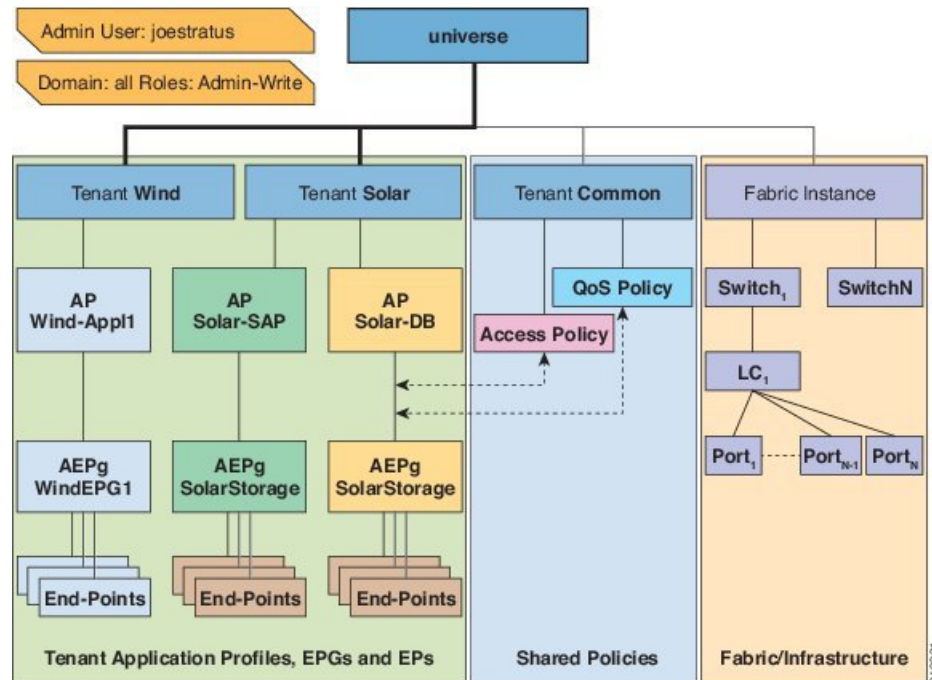 Admin User: joestratus
universe
Domain: all Roles: Admin-Write
Tenant Wind
Tenant Solar
Tenant Common
Fabric Instance
AP
Wind-Appl1
AP
Solar-SAP
AP
Solar-DB
QoS Policy
Access Policy
Switch1
SwitchN
LC1
AEPg
WindEPG1
AEPg
SolarStorage
AEPg
SolarStorage
Port1
PortN-1
PortN
End-Points
End-Points
End-Points
Tenant Application Profiles, EPGs and EPs
Shared Policies
Fabric/Infrastructure